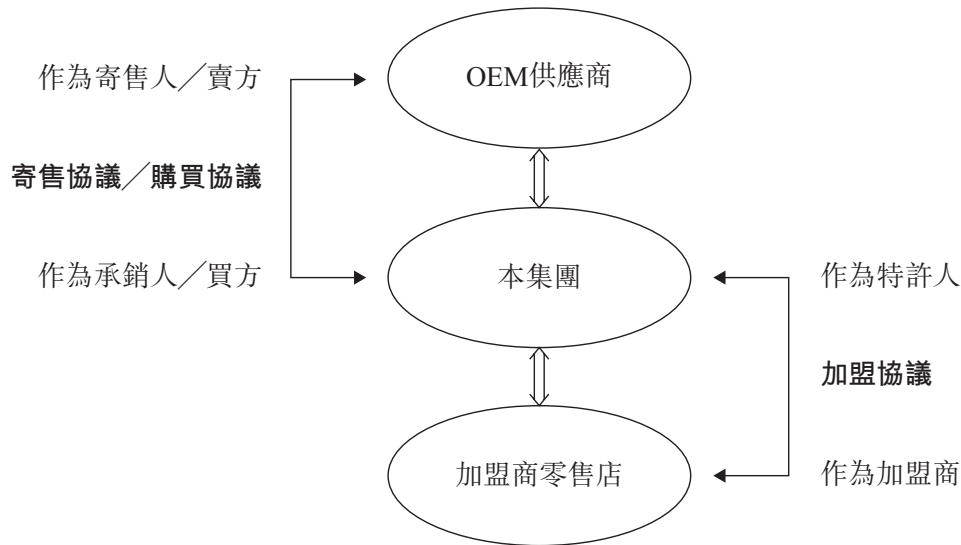 作為寄售人／賣方
OEM供應商
寄售協議／購買協議
作為承銷人／買方
本集團
作為特許人
加盟協議
加盟商零售店
作為加盟商